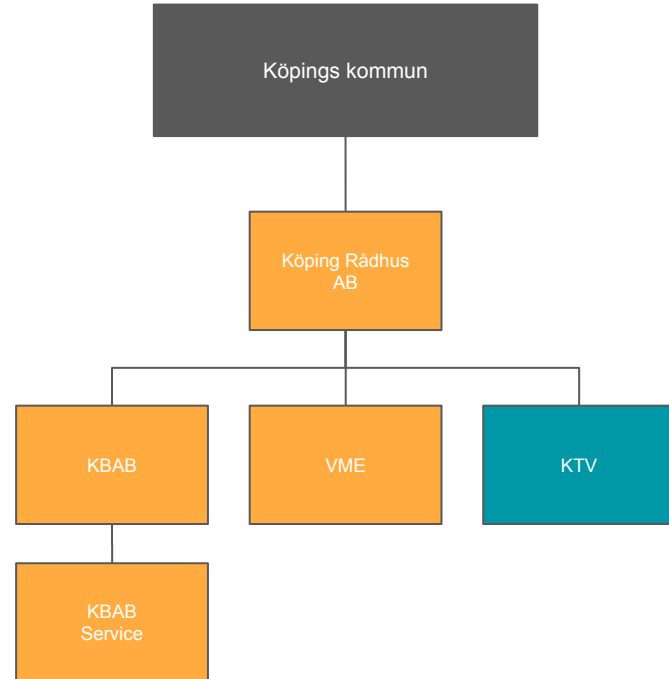 Köpings kommun
Köping Rådhus
AB
KBAB
VME
KTV
KBAB
Service